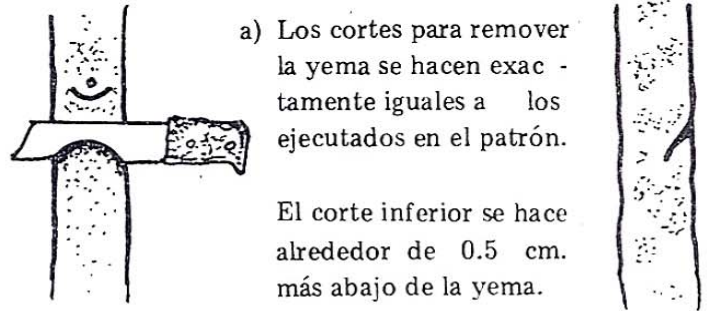 a) Los cortes para remover
la yema se hacen exac -
tamente iguales a los
ejecutados en el patrón.
El corte inferior se hace
alrededor de 0.5 cm.
más abajo de la yema.